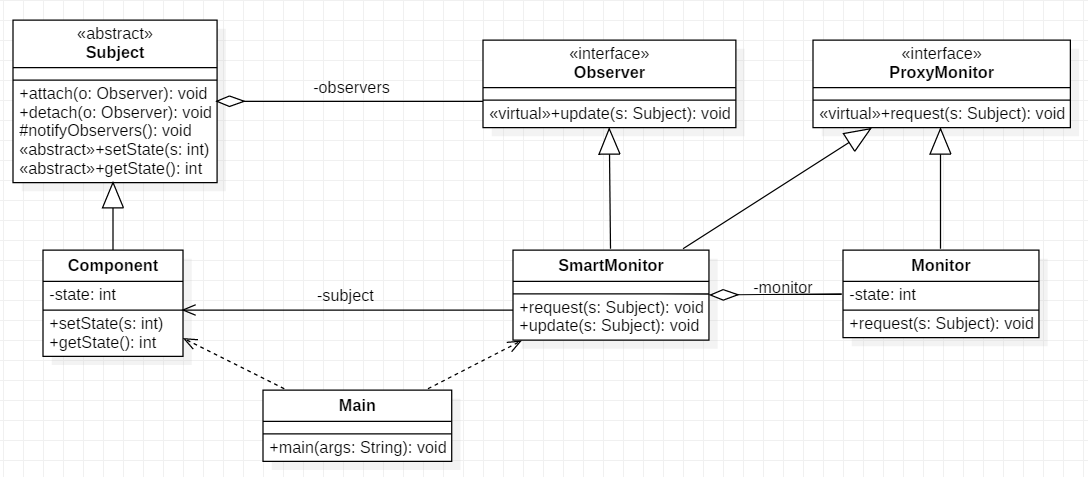 «abstract»
Subject
+attach(o: Observer): void
+detach(o: Observer): void
#notifyObservers(): void
«abstract»+setState(s: int)
«abstract»+getState(): int
-observers
«interface»
Observer
«virtual»+update(s: Subject): void
«interface»
ProxyMonitor
«virtual»+request(s: Subject): void
Component
-state: int
+setState(s: int)
+getState(): int
-subject
SmartMonitor
+request(s: Subject): void
+update(s: Subject): void
-monitor
Monitor
-state: int
+request(s: Subject): void
Main
+main(args: String): void